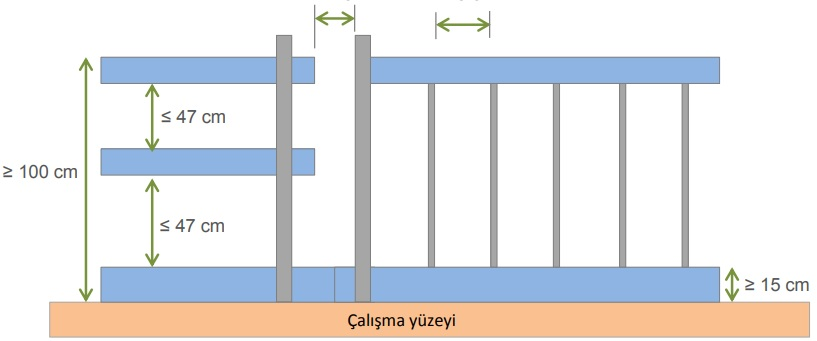 ≤ 47 cm
≥ 100 cm
≤ 47 cm
≥ 15 cm
Çalışma yüzeyi